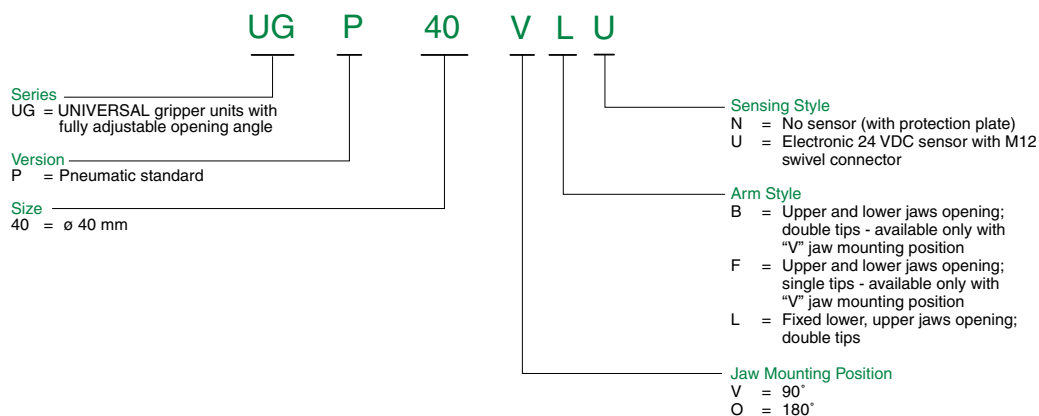 UG P 40 V L U
Series
UG = UNIVERSAL gripper units with
fully adjustable opening angle
Version
P = Pneumatic standard
Size
40 = ø 40 mm
Sensing Style
N = No sensor (with protection plate)
U = Electronic 24 VDC sensor with M12
swivel connector
Arm Style
B = Upper and lower jaws opening;
double tips - available only with
“V” jaw mounting position
F = Upper and lower jaws opening;
single tips - available only with
“V” jaw mounting position
L = Fixed lower, upper jaws opening;
double tips
Jaw Mounting Position
V = 90˚
O = 180˚